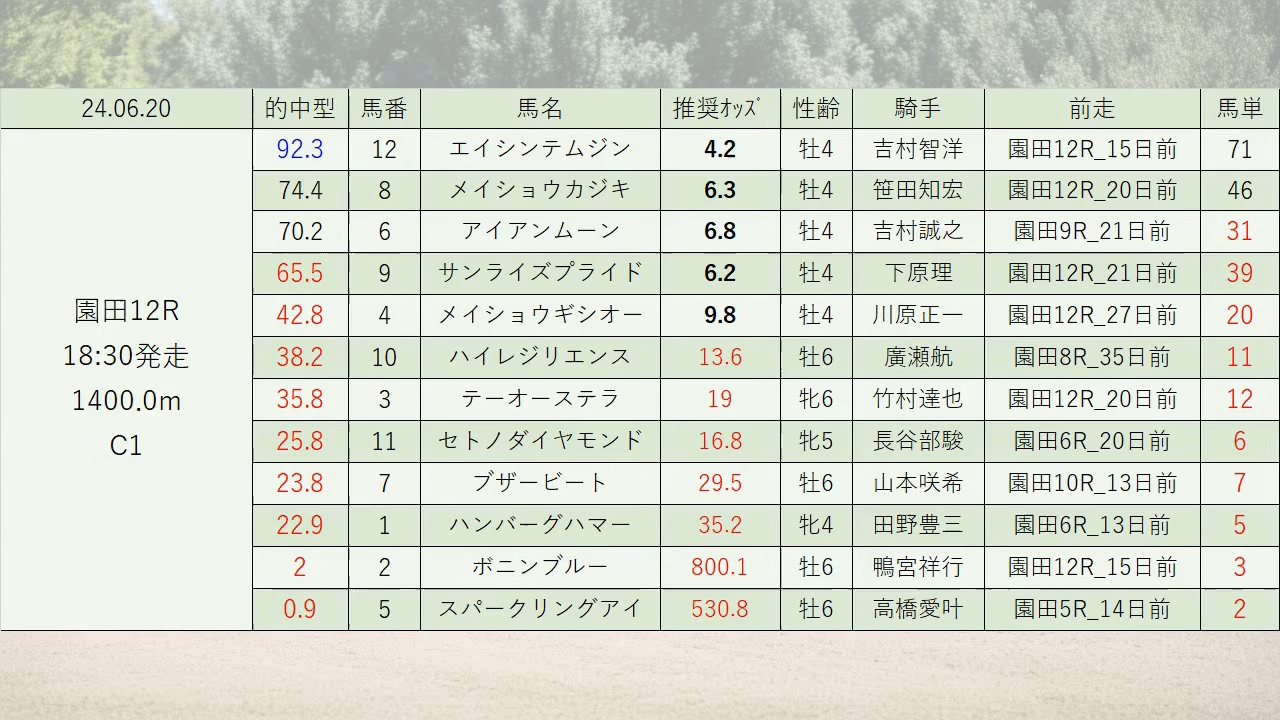 24.06.20 的中型 馬番 馬名 推奨ｵｯｽﾞ 性齢 騎手 前走 馬単
園田12R
18:30発走
1400.0m
C1
92.3 12 エイシンテムジン 4.2 牡4 吉村智洋 園田12R_15日前 71
74.4 8 メイショウカジキ 6.3 牡4 笹田知宏 園田12R_20日前 46
70.2 6 アイアンムーン 6.8 牡4 吉村誠之 園田9R_21日前 31
65.5 9 サンライズプライド 6.2 牡4 下原理 園田12R_21日前 39
42.8 4 メイショウギシオー 9.8 牡4 川原正一 園田12R_27日前 20
38.2 10 ハイレジリエンス 13.6 牡6 廣瀬航 園田8R_35日前 11
35.8 3 テーオーステラ 19 牝6 竹村達也 園田12R_20日前 12
25.8 11 セトノダイヤモンド 16.8 牝5 長谷部駿 園田6R_20日前 6
23.8 7 ブザービート 29.5 牡6 山本咲希 園田10R_13日前 7
22.9 1 ハンバーグハマー 35.2 牝4 田野豊三 園田6R_13日前 5
2 2 ボニンブルー 800.1 牡6 鴨宮祥行 園田12R_15日前 3
0.9 5 スパークリングアイ 530.8 牡6 高橋愛叶 園田5R_14日前 2